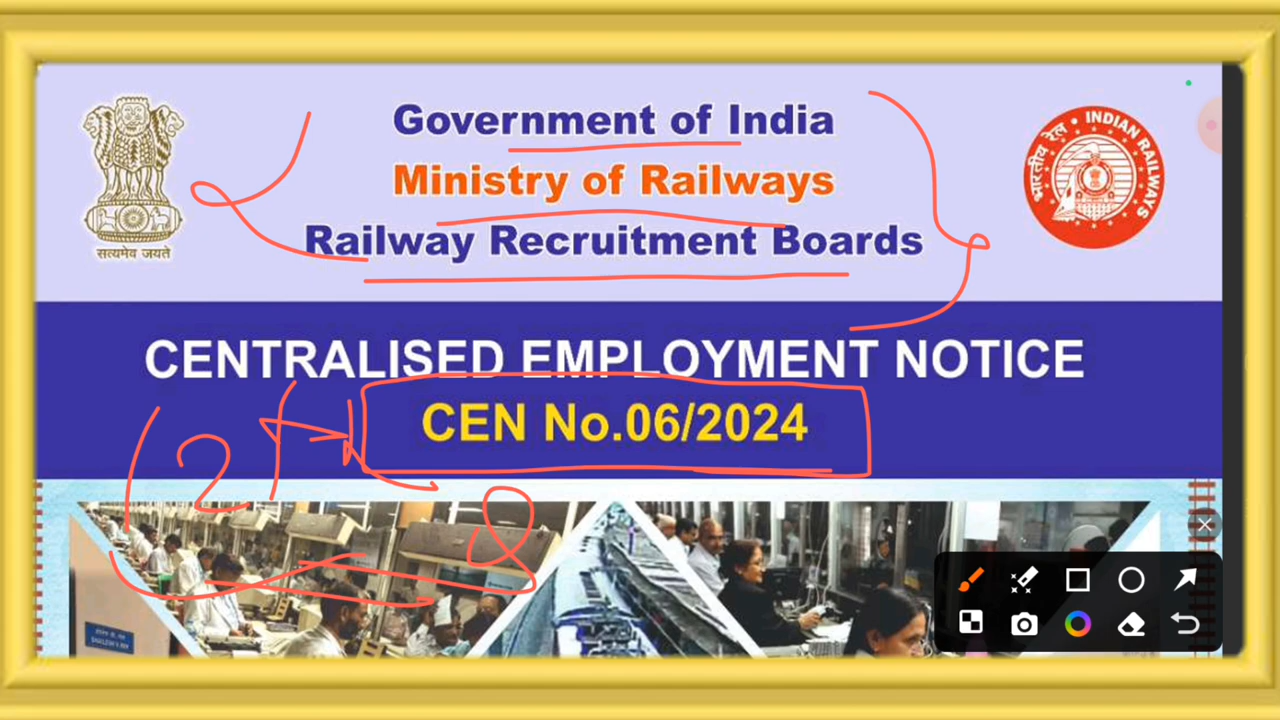 Government of India
Ministry of Railways
Railway Recruitment Boards
सत्यमेव जयते
भारतीय रेल • INDIAN RAILWAYS
CENTRALISED EMPLOYMENT NOTICE
CEN No.06/2024